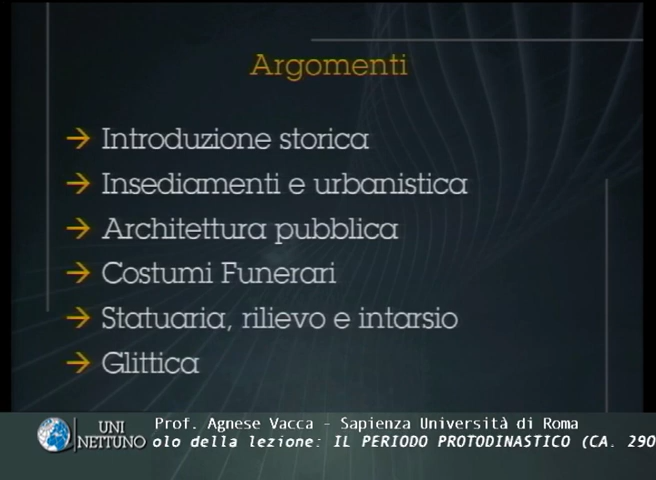 Argomenti
→ Introduzione storica
→ Insediamenti e urbanistica
→ Architettura pubblica
→ Costumi Funerari
→ Statuaria, rilievo e intarsio
→ Glittica
Prof. Agnese Vacca - Sapienza Università di Roma
UNI NETTUNO
olo della lezione: IL PERIODO PROTODINASTICO (CA. 290